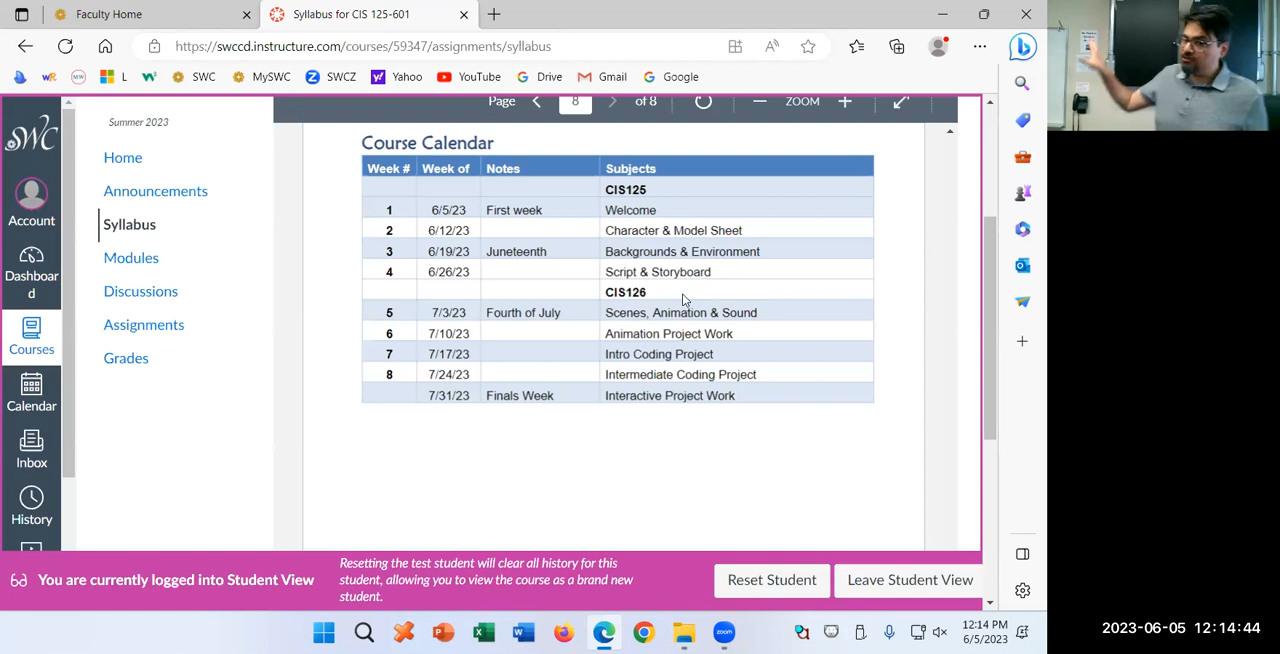 Faculty Home
Syllabus for CIS 125-601
https://swccd.instructure.com/courses/59347/assignments/syllabus
L SWC MySWC SWCZ Yahoo YouTube Drive Gmail Google
SWC
Account
Dashboar
d
Courses
Calendar
Inbox
History
Summer 2023
Home
Announcements
Syllabus
Modules
Discussions
Assignments
Grades
Page 8 of 8 ZOOM
Course Calendar
Week # Week of Notes Subjects
CIS125
1 6/5/23 First week Welcome
2 6/12/23 Character & Model Sheet
3 6/19/23 Juneteenth Backgrounds & Environment
4 6/26/23 Script & Storyboard
CIS126
5 7/3/23 Fourth of July Scenes, Animation & Sound
6 7/10/23 Animation Project Work
7 7/17/23 Intro Coding Project
8 7/24/23 Intermediate Coding Project
7/31/23 Finals Week Interactive Project Work
You are currently logged into Student View
Resetting the test student will clear all history for this
student, allowing you to view the course as a brand new
student.
Reset Student
Leave Student View
12:14 PM
6/5/2023
2023-06-05 12:14:44